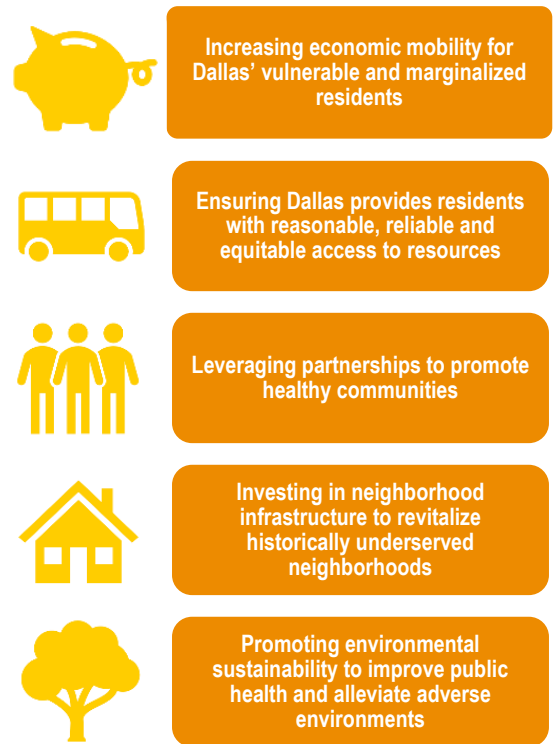 Increasing economic mobility for
Dallas’ vulnerable and marginalized
residents
Ensuring Dallas provides residents
with reasonable, reliable and
equitable access to resources
Leveraging partnerships to promote
healthy communities
Investing in neighborhood
infrastructure to revitalize
historically underserved
neighborhoods
Promoting environmental
sustainability to improve public
health and alleviate adverse
environments